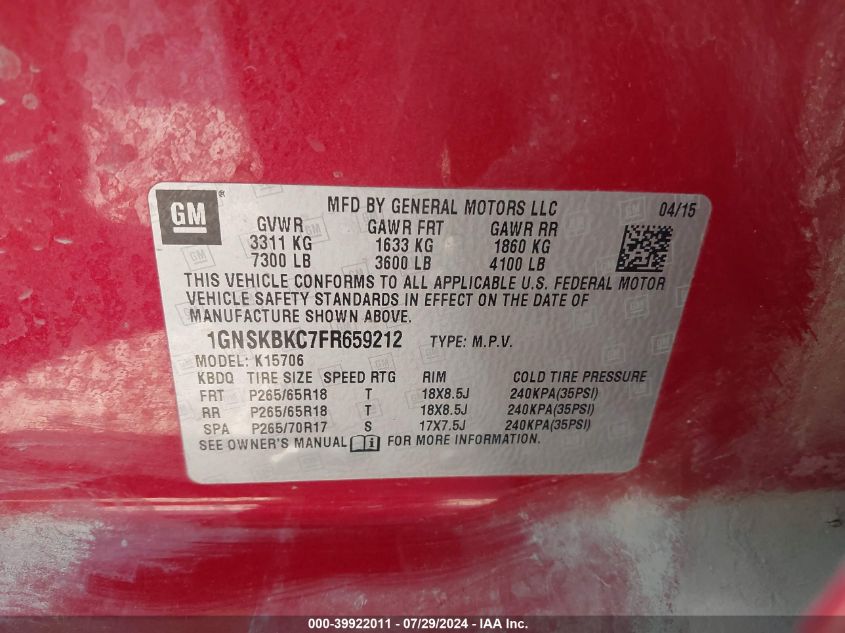 GM ®
MFD BY GENERAL MOTORS LLC 04/15
GVWR GAWR FRT GAWR RR
3311 KG 1633 KG 1860 KG
7300 LB 3600 LB 4100 LB
THIS VEHICLE CONFORMS TO ALL APPLICABLE U.S. FEDERAL MOTOR
VEHICLE SAFETY STANDARDS IN EFFECT ON THE DATE OF
MANUFACTURE SHOWN ABOVE.
1GNSKBKC7FR659212 TYPE: M.P.V.
MODEL: K15706
KBDQ TIRE SIZE SPEED RTG RIM COLD TIRE PRESSURE
FRT P265/65R18 T 18X8.5J 240KPA(35PSI)
RR P265/65R18 T 18X8.5J 240KPA(35PSI)
SPA P265/70R17 S 17X7.5J 240KPA(35PSI)
SEE OWNER'S MANUAL FOR MORE INFORMATION.
000-39922011 - 07/29/2024 - IAAI.COM